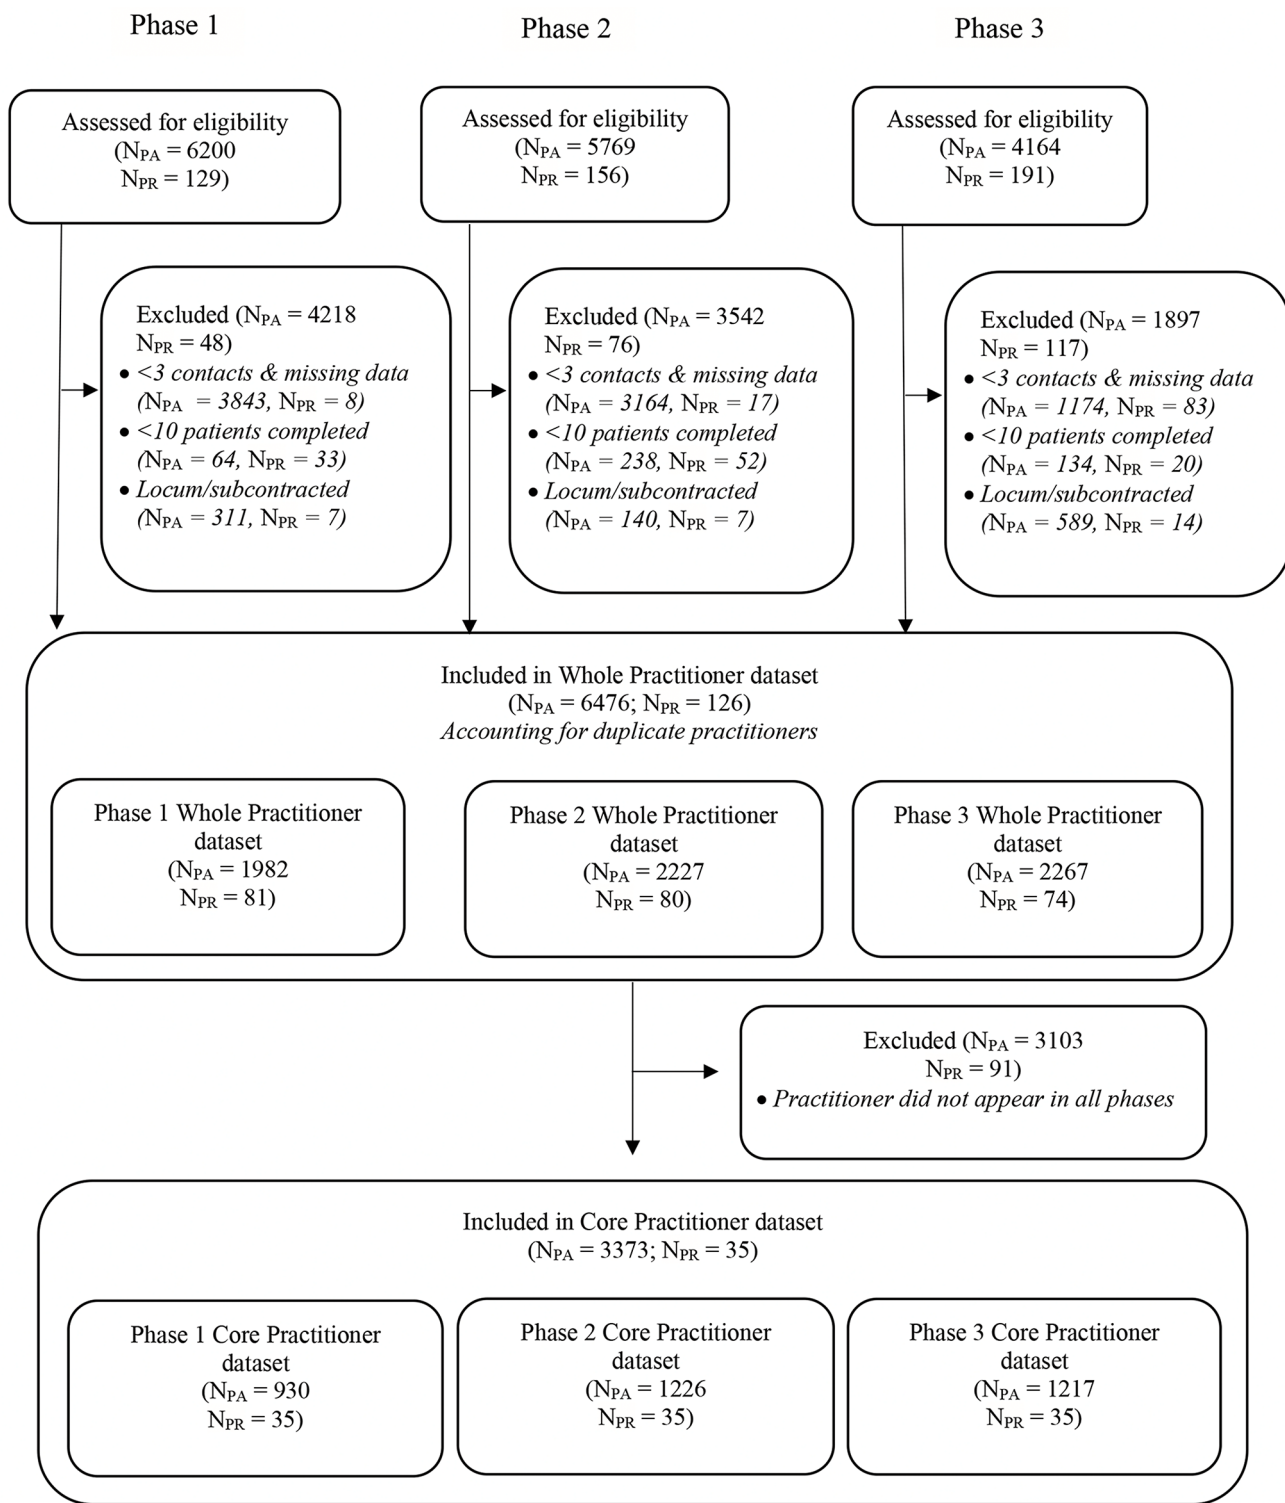 Phase 1
Phase 2
Phase 3
Assessed for eligibility
(NPA = 6200
NPR = 129)
Assessed for eligibility
(NPA = 5769
NPR = 156)
Assessed for eligibility
(NPA = 4164
NPR = 191)
Excluded (NPA = 4218
NPR = 48)
• <3 contacts & missing data
(NPA = 3843, NPR = 8)
• <10 patients completed
(NPA = 64, NPR = 33)
• Locum/subcontracted
(NPA = 311, NPR = 7)
Excluded (NPA = 3542
NPR = 76)
• <3 contacts & missing data
(NPA = 3164, NPR = 17)
• <10 patients completed
(NPA = 238, NPR = 52)
• Locum/subcontracted
(NPA = 140, NPR = 7)
Excluded (NPA = 1897
NPR = 117)
• <3 contacts & missing data
(NPA = 1174, NPR = 83)
• <10 patients completed
(NPA = 134, NPR = 20)
• Locum/subcontracted
(NPA = 589, NPR = 14)
Included in Whole Practitioner dataset
(NPA = 6476; NPR = 126)
Accounting for duplicate practitioners
Phase 1 Whole Practitioner
dataset
(NPA = 1982
NPR = 81)
Phase 2 Whole Practitioner
dataset
(NPA = 2227
NPR = 80)
Phase 3 Whole Practitioner
dataset
(NPA = 2267
NPR = 74)
Excluded (NPA = 3103
NPR = 91)
• Practitioner did not appear in all phases
Included in Core Practitioner dataset
(NPA = 3373; NPR = 35)
Phase 1 Core Practitioner
dataset
(NPA = 930
NPR = 35)
Phase 2 Core Practitioner
dataset
(NPA = 1226
NPR = 35)
Phase 3 Core Practitioner
dataset
(NPA = 1217
NPR = 35)